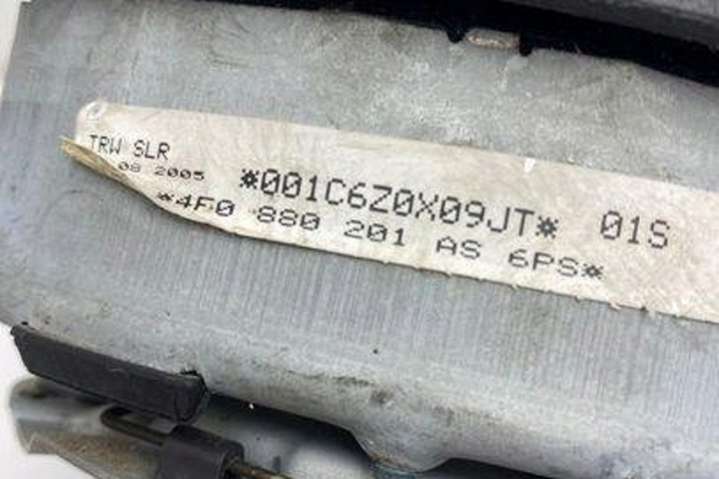 TRW SLR
08 2005
*001C6Z0X09JT* 01S
*4F0 880 201 AS 6PS*